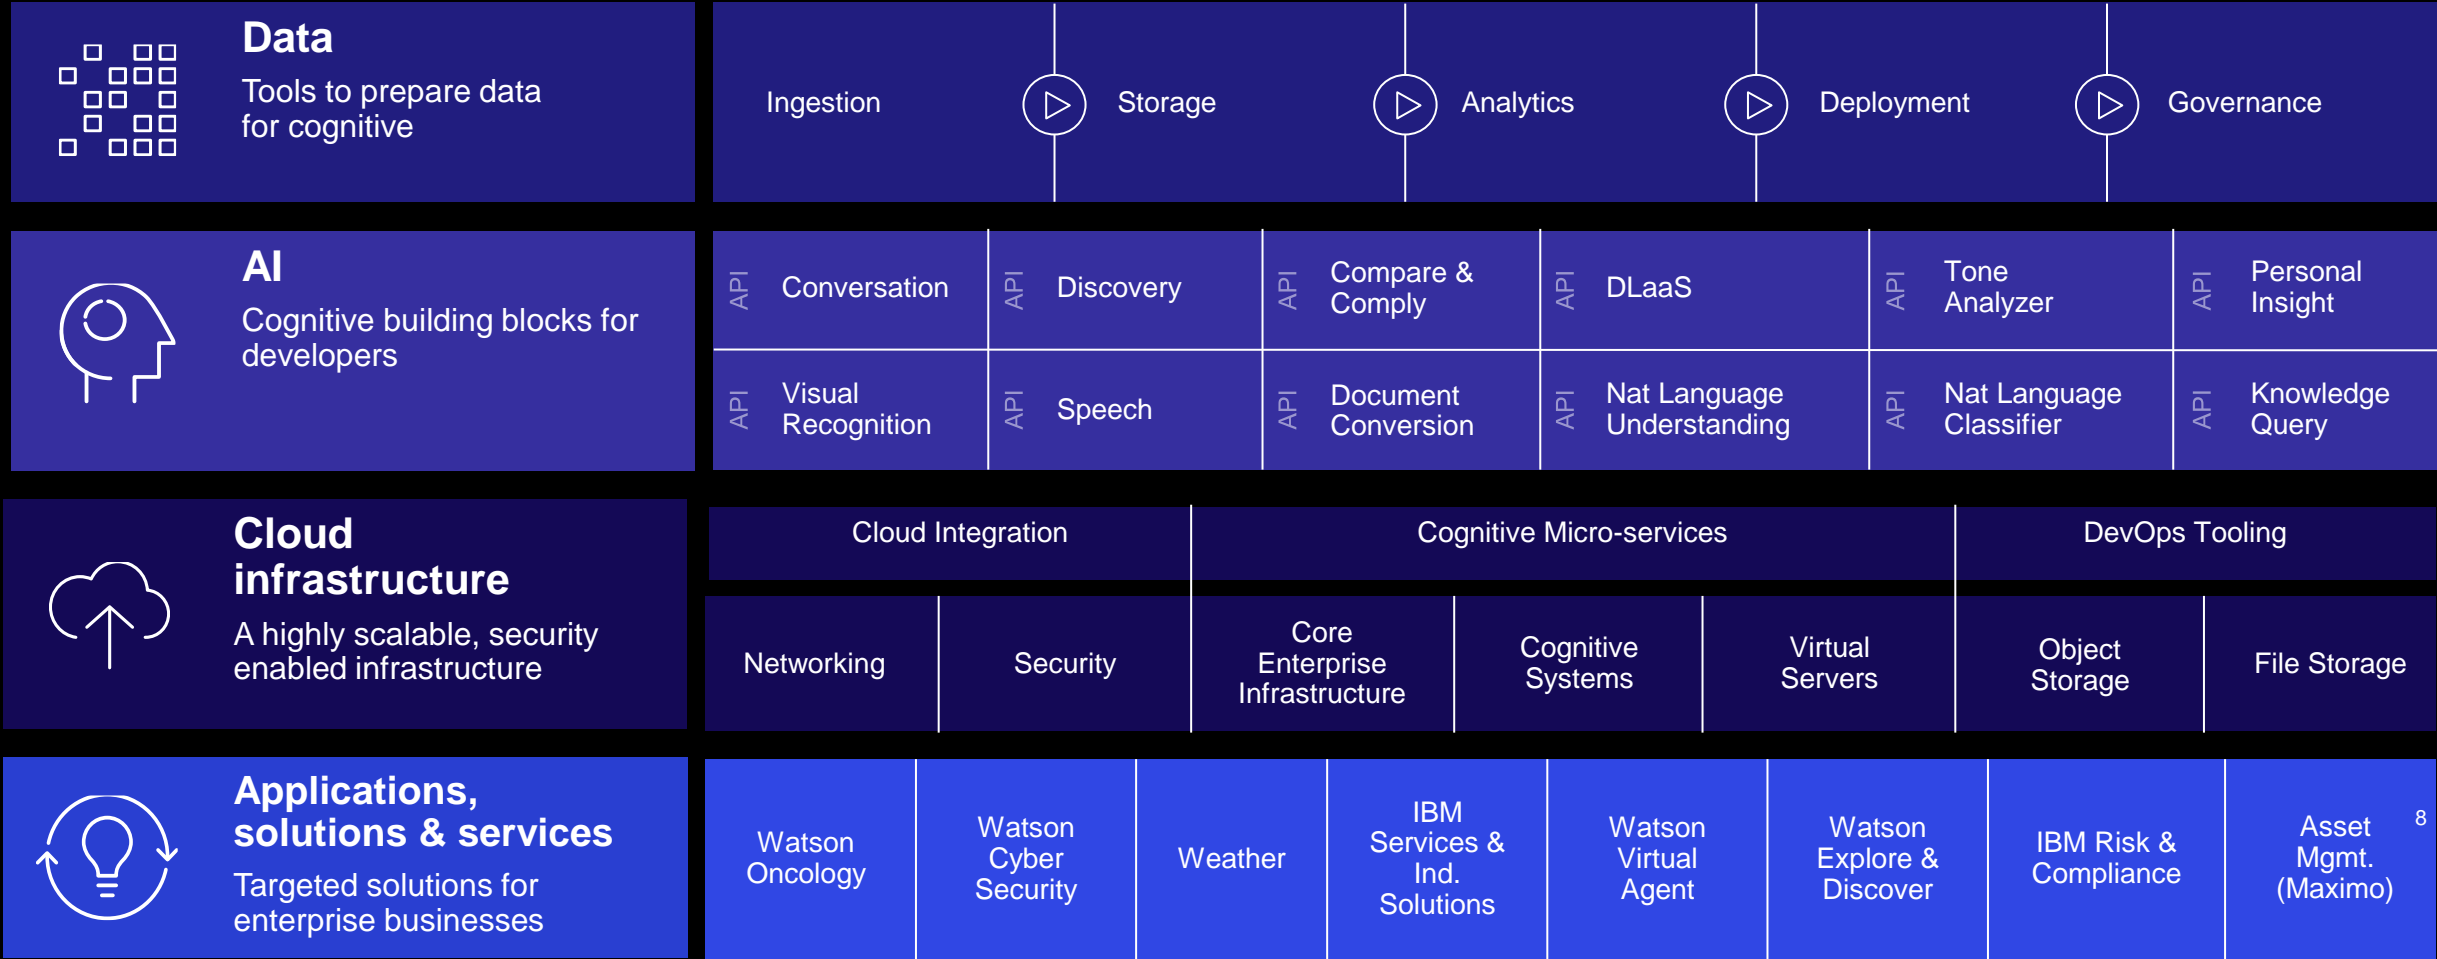 Data
Tools to prepare data
for cognitive
Ingestion
Storage
Analytics
Deployment
Governance
AI
Cognitive building blocks for
developers
API
Conversation
API
Discovery
API
Compare &
Comply
API
DLaaS
API
Tone
Analyzer
API
Personal
Insight
API
Visual
Recognition
API
Speech
API
Document
Conversion
API
Nat Language
Understanding
API
Nat Language
Classifier
API
Knowledge
Query
Cloud
infrastructure
A highly scalable, security
enabled infrastructure
Cloud Integration
Cognitive Micro-services
DevOps Tooling
Networking
Security
Core
Enterprise
Infrastructure
Cognitive
Systems
Virtual
Servers
Object
Storage
File Storage
Applications,
solutions & services
Targeted solutions for
enterprise businesses
Watson
Oncology
Watson
Cyber
Security
Weather
IBM
Services &
Ind.
Solutions
Watson
Virtual
Agent
Watson
Explore &
Discover
IBM Risk &
Compliance
Asset
Mgmt.
(Maximo)
8